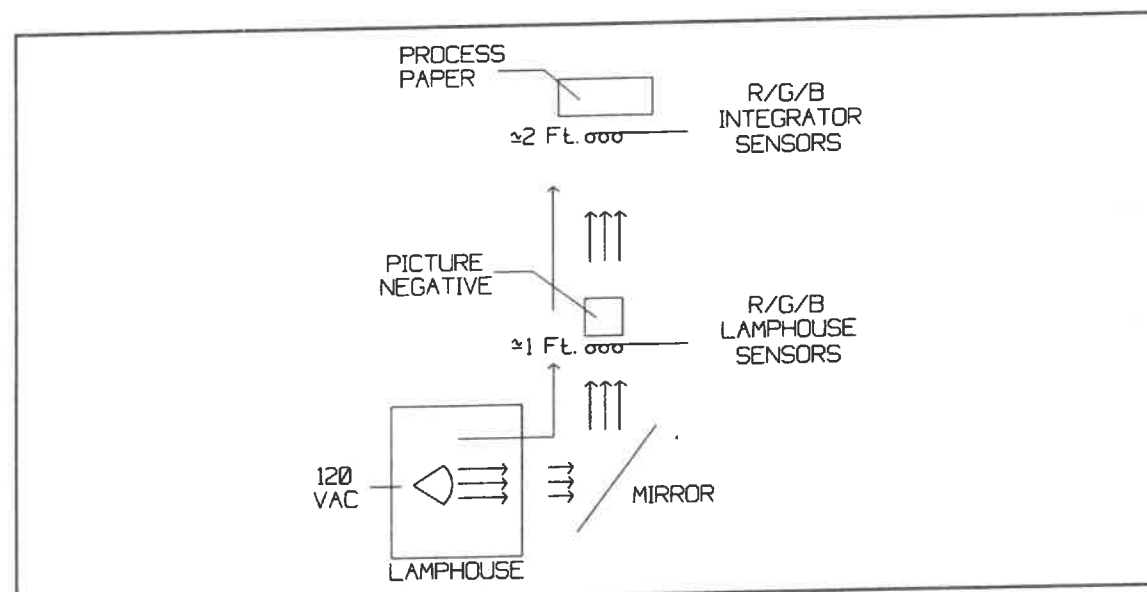 PROCESS
PAPER
R/G/B
INTEGRATOR
SENSORS
≃2 Ft.
PICTURE
NEGATIVE
R/G/B
LAMPHOUSE
SENSORS
≃1 Ft.
120
VAC
MIRROR
LAMPHOUSE